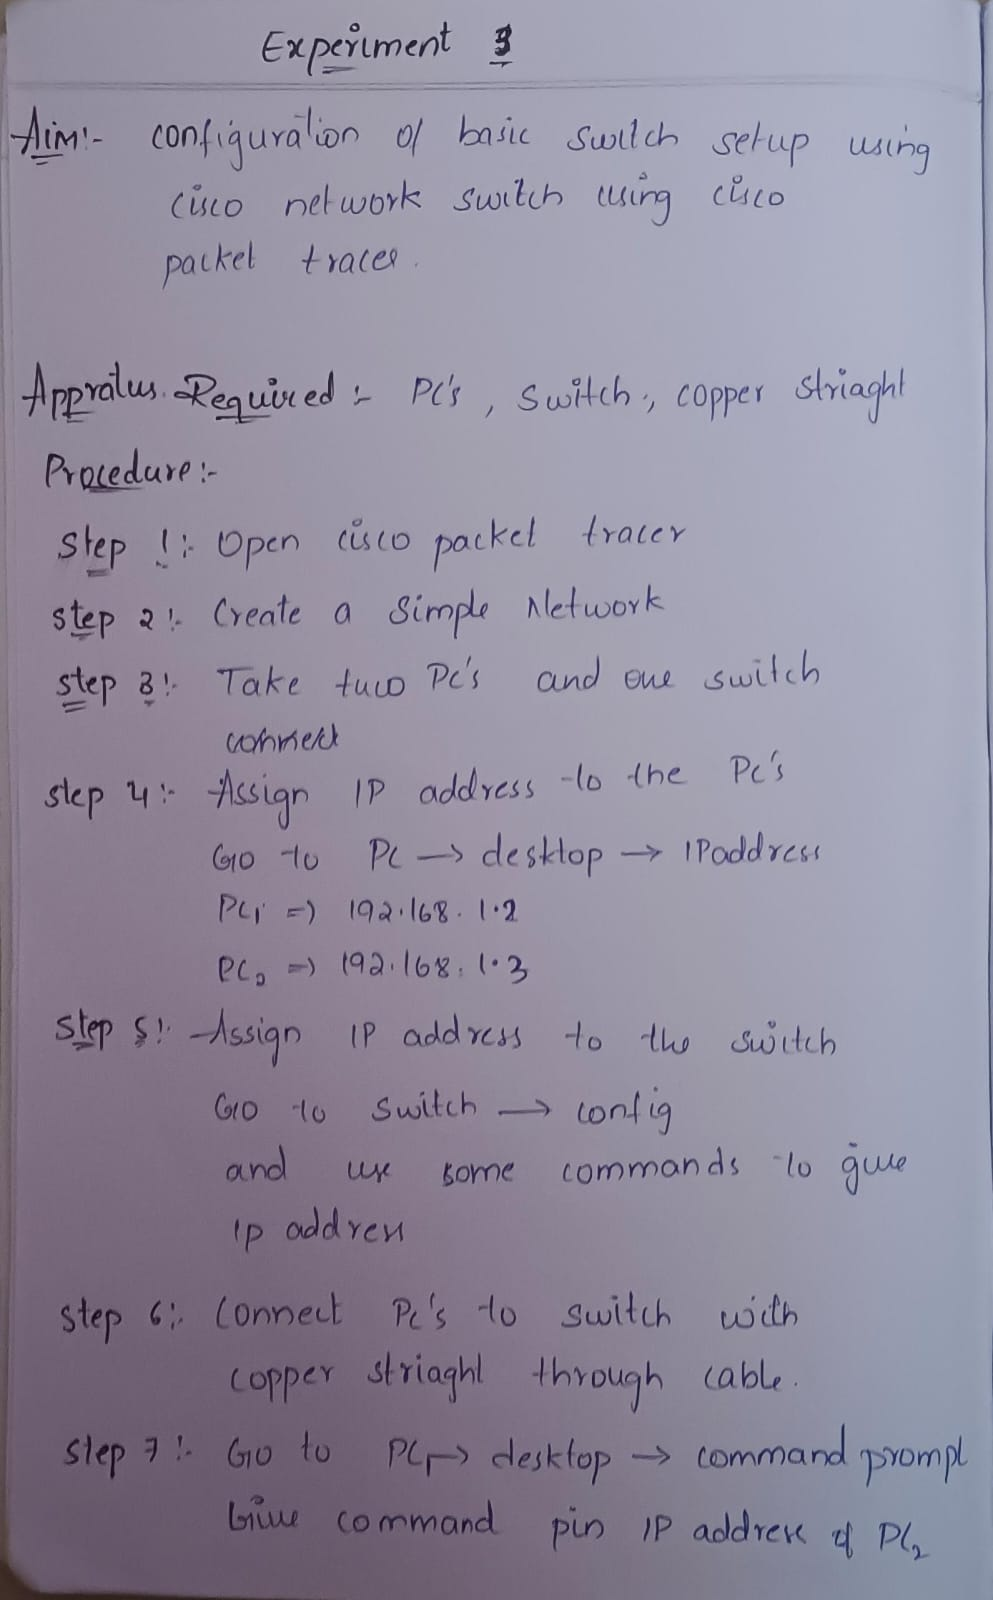 Experiment 3
Aim:- configuration of basic switch setup using
cisco network switch using cisco
packet tracer.
Appratus. Required :- PC's, Switch, copper striaght
Procedure:-
Step 1:- Open cisco packet tracer
step 2:- Create a Simple Network
step 3:- Take two PC's and one switch
connect
step 4:- Assign IP address to the PC's
Go to PC → desktop → IPaddress
PC1 => 192.168.1.2
PC2 => 192.168.1.3
Step 5:- Assign IP address to the switch
Go to switch → config
and use some commands to give
ip address
step 6:- Connect PC's to switch with
copper striaght through cable.
Step 7:- Go to PC1 → desktop → command prompt
Give command pin IP address of PC2